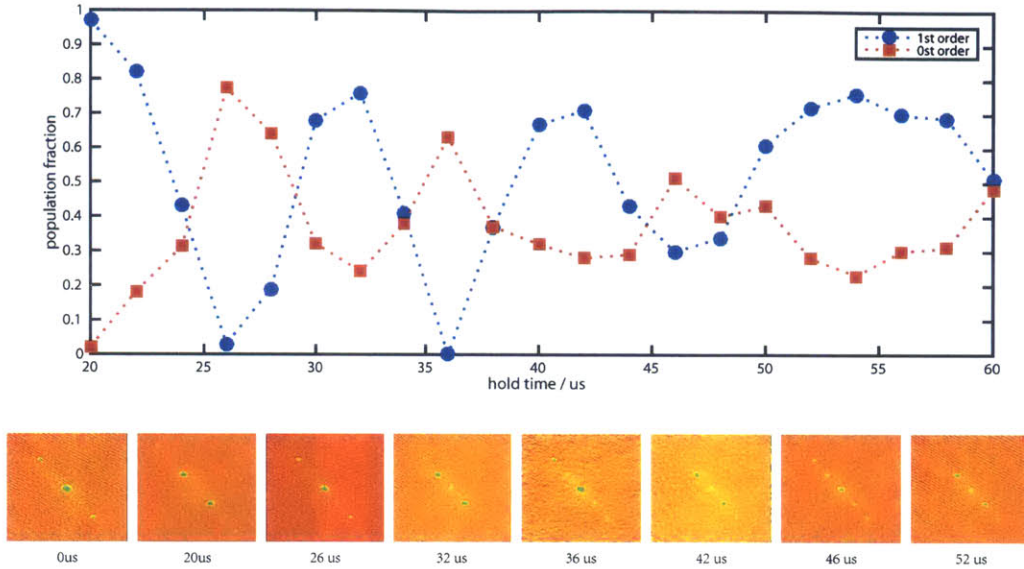 1
0.9
0.8
0.7
0.6
0.5
0.4
0.3
0.2
0.1
0
population fraction
1st order
0st order
20 25 30 35 40 45 50 55 60
hold time / us
0us 20us 26 us 32 us 36 us 42 us 46 us 52 us